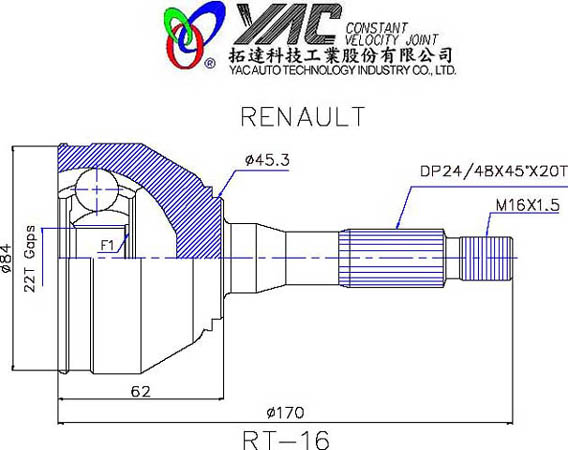 YAC CONSTANT
VELOCITY JOINT
®
拓達科技工業股份有限公司
YAC AUTO TECHNOLOGY INDUSTRY CO., LTD.
RENAULT
ø45.3
DP24/48X45°X20T
M16X1.5
F1
22T Gaps
ø84
62
ø170
RT-16